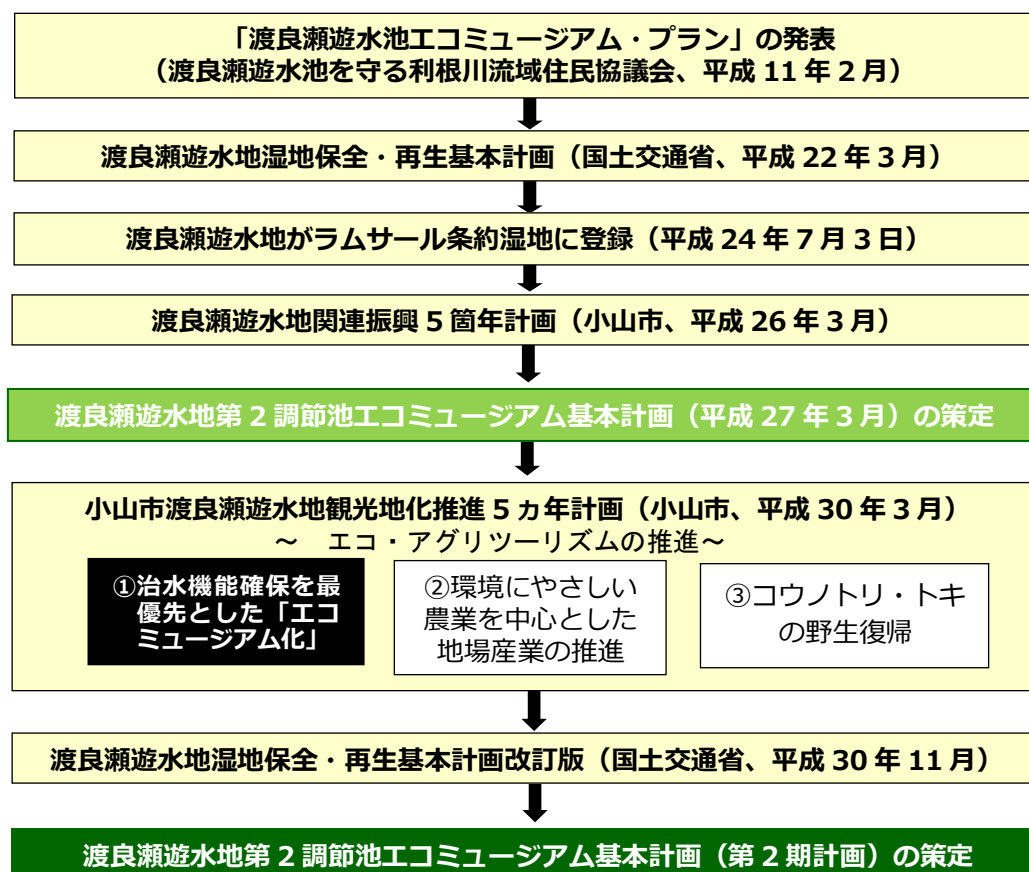 「渡良瀬遊水池エコミュージアム・プラン」の発表
（渡良瀬遊水池を守る利根川流域住民協議会、平成 11 年 2 月）
渡良瀬遊水地湿地保全・再生基本計画（国土交通省、平成 22 年 3 月）
渡良瀬遊水地がラムサール条約湿地に登録（平成 24 年 7 月 3 日）
渡良瀬遊水地関連振興 5 箇年計画（小山市、平成 26 年 3 月）
渡良瀬遊水地第 2 調節池エコミュージアム基本計画（平成 27 年 3 月）の策定
小山市渡良瀬遊水地観光地化推進 5 ヵ年計画（小山市、平成 30 年 3 月）
～　エコ・アグリツーリズムの推進～
①治水機能確保を最
優先とした「エコ
ミュージアム化」
②環境にやさしい
農業を中心とした
地場産業の推進
③コウノトリ・トキ
の野生復帰
渡良瀬遊水地湿地保全・再生基本計画改訂版（国土交通省、平成 30 年 11 月）
渡良瀬遊水地第 2 調節池エコミュージアム基本計画（第 2 期計画）の策定